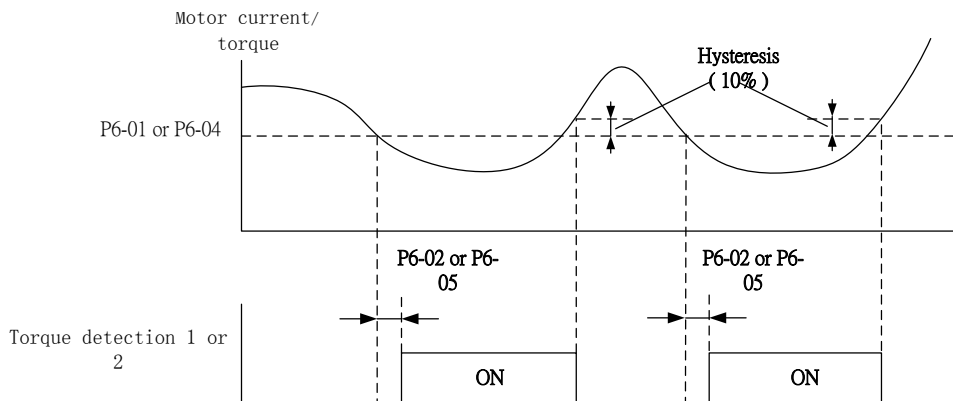 Motor current/
torque
Hysteresis
( 10% )
P6-01 or P6-04
P6-02 or P6-
05
P6-02 or P6-
05
Torque detection 1 or
2
ON
ON